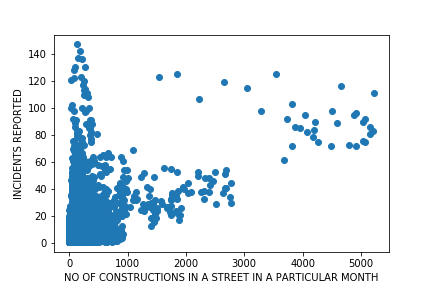 140
120
100
80
60
40
20
0
INCIDENTS REPORTED
0 1000 2000 3000 4000 5000
NO OF CONSTRUCTIONS IN A STREET IN A PARTICULAR MONTH